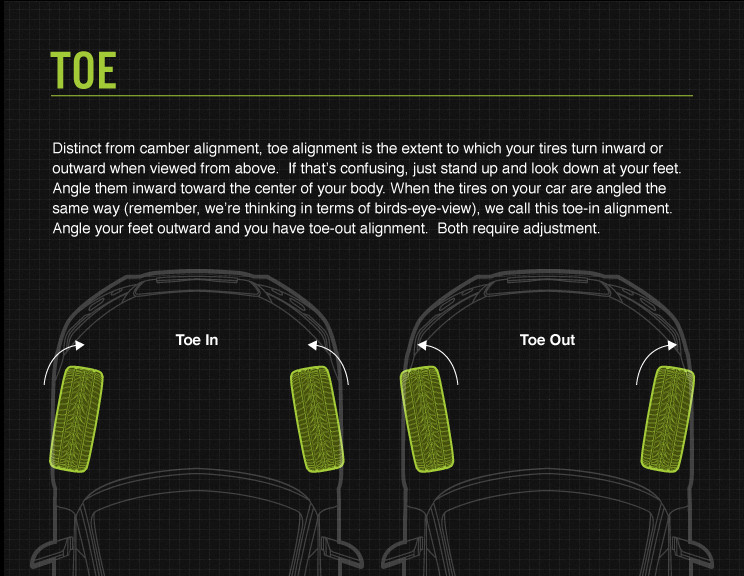 TOE
Distinct from camber alignment, toe alignment is the extent to which your tires turn inward or
outward when viewed from above.  If that's confusing, just stand up and look down at your feet.
Angle them inward toward the center of your body. When the tires on your car are angled the
same way (remember, we're thinking in terms of birds-eye-view), we call this toe-in alignment.
Angle your feet outward and you have toe-out alignment.  Both require adjustment.
Toe In
Toe Out